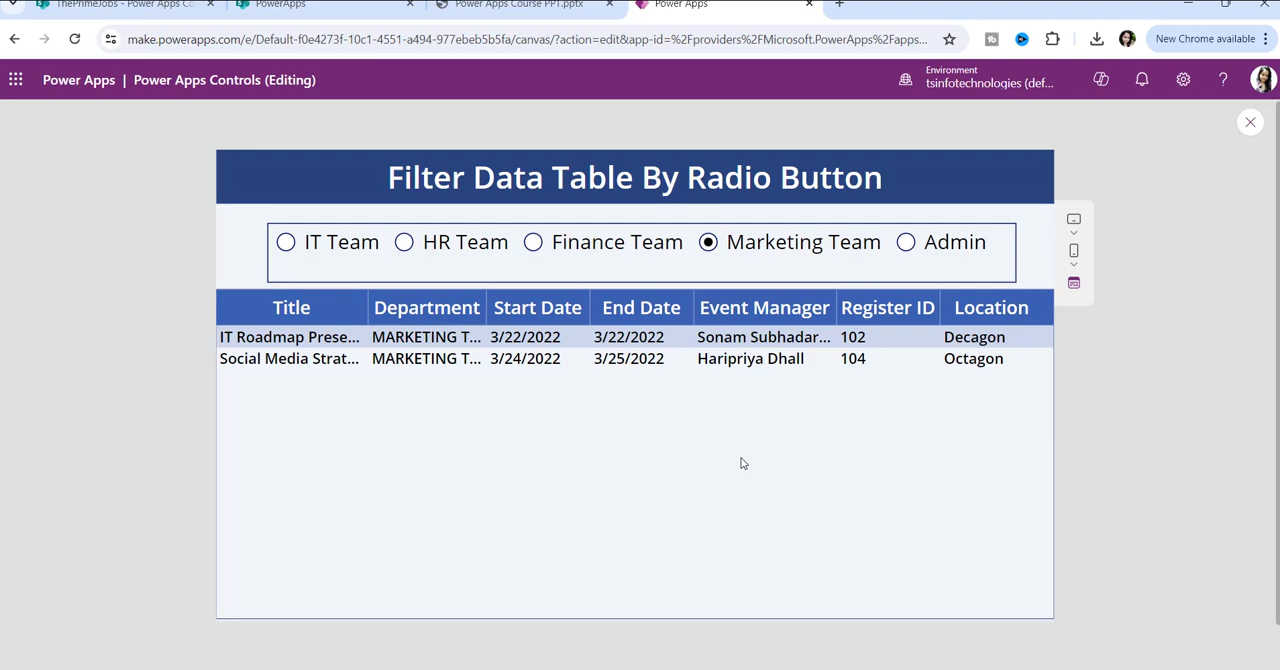 ThePrimeJobs - Power Apps Co
PowerApps
Power Apps Course PPT.pptx
Power Apps
make.powerapps.com/e/Default-f0e4273f-10c1-4551-a494-977ebeb5b5fa/canvas/?action=edit&app-id=%2Fproviders%2FMicrosoft.PowerApps%2Fapps...
New Chrome available
Power Apps | Power Apps Controls (Editing)
Environment
tsinfotechnologies (def...
Filter Data Table By Radio Button
IT Team HR Team Finance Team Marketing Team Admin
Title Department Start Date End Date Event Manager Register ID Location
IT Roadmap Prese... MARKETING T... 3/22/2022 3/22/2022 Sonam Subhadar... 102 Decagon
Social Media Strat... MARKETING T... 3/24/2022 3/25/2022 Haripriya Dhall 104 Octagon